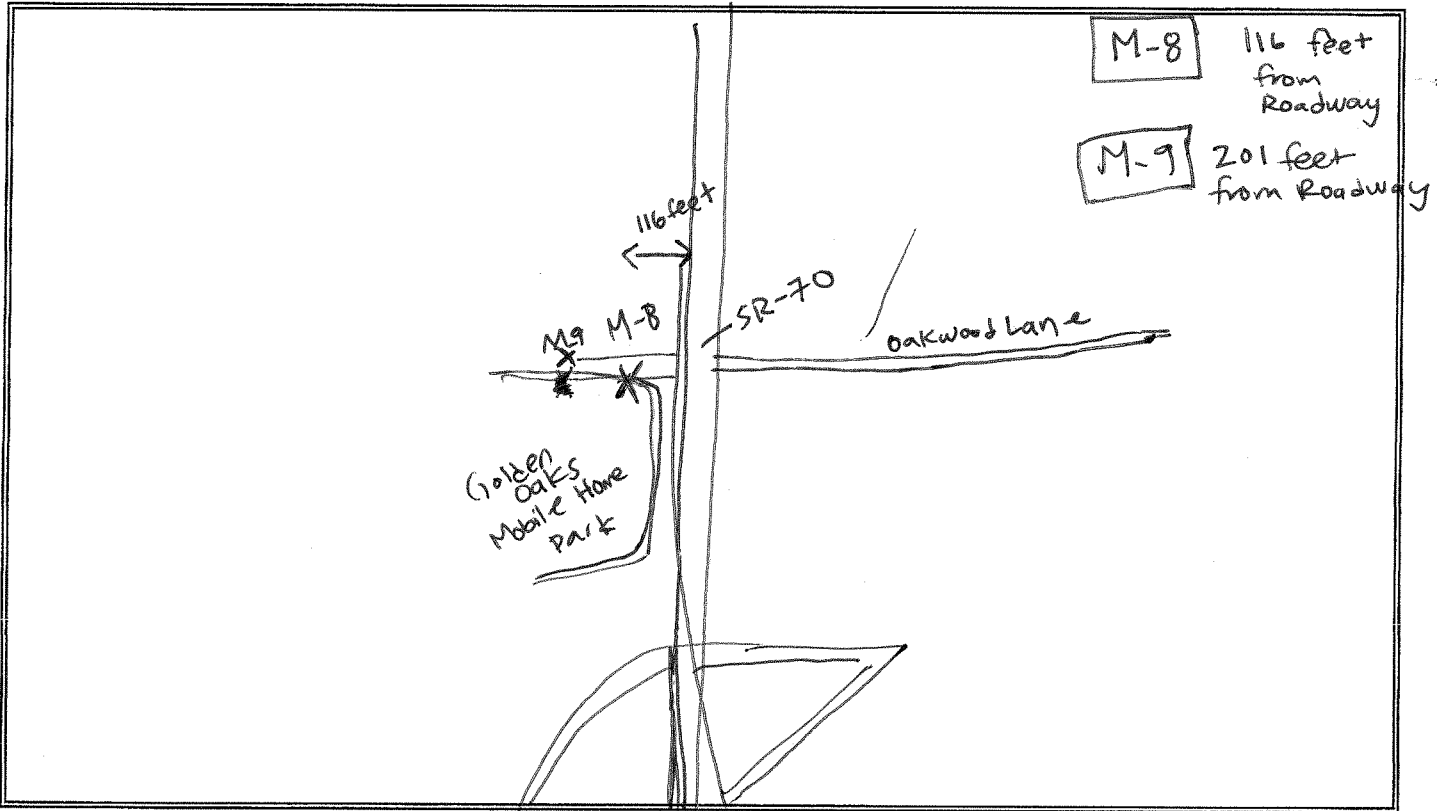 M-8 116 feet
from
Roadway
M-9 201 feet
from Roadway
116 feet
SR-70
M-8
M9
Oakwood Lane
Golden
Oaks
Mobile Home
Park